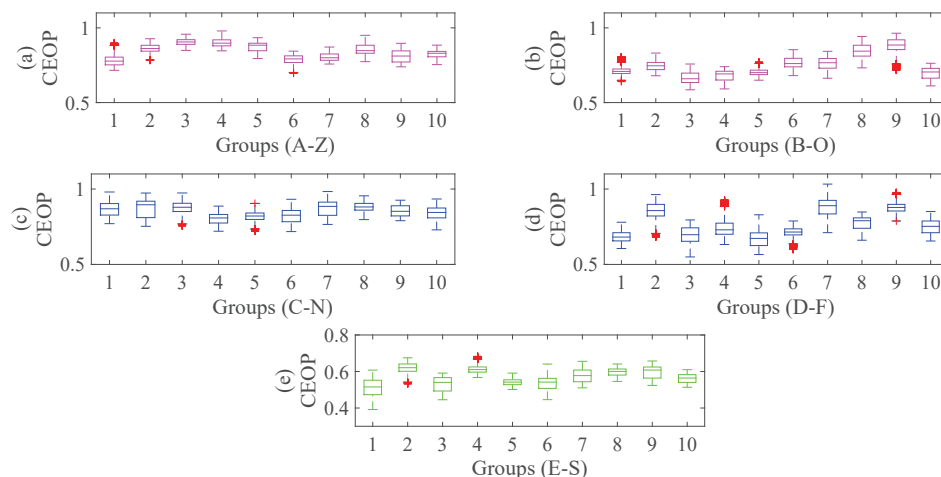 (a)
CEOP
1
0.5
1 2 3 4 5 6 7 8 9 10
Groups (A-Z)
(b)
CEOP
1
0.5
1 2 3 4 5 6 7 8 9 10
Groups (B-O)
(c)
CEOP
1
0.5
1 2 3 4 5 6 7 8 9 10
Groups (C-N)
(d)
CEOP
1
0.5
1 2 3 4 5 6 7 8 9 10
Groups (D-F)
(e)
CEOP
0.8
0.6
0.4
1 2 3 4 5 6 7 8 9 10
Groups (E-S)